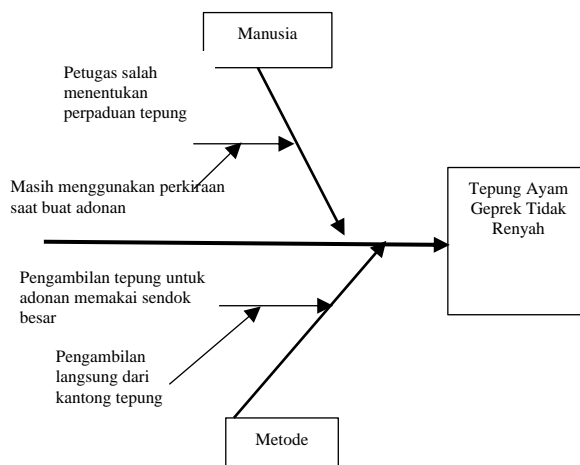 Manusia
Petugas salah
menentukan
perpaduan tepung
Masih menggunakan perkiraan
saat buat adonan
Tepung Ayam
Geprek Tidak
Renyah
Pengambilan tepung untuk
adonan memakai sendok
besar
Pengambilan
langsung dari
kantong tepung
Metode